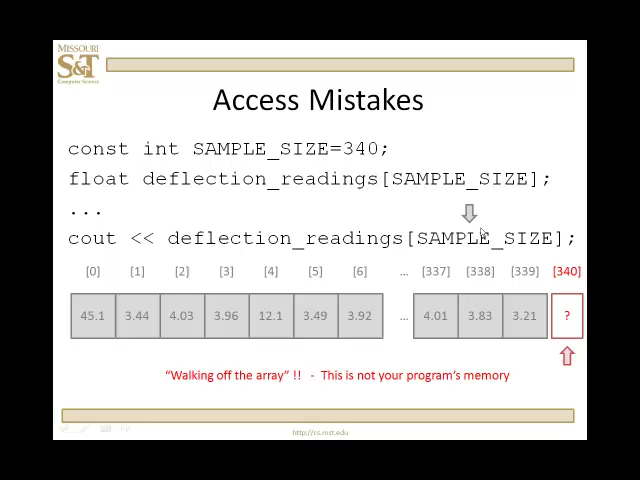 MISSOURI
S&T
Computer Science
Access Mistakes
const int SAMPLE_SIZE=340;
float deflection_readings[SAMPLE_SIZE];
...
cout << deflection_readings[SAMPLE_SIZE];
[0] [1] [2] [3] [4] [5] [6] ... [337] [338] [339] [340]
45.1 3.44 4.03 3.96 12.1 3.49 3.92 ... 4.01 3.83 3.21 ?
“Walking off the array” !! - This is not your program’s memory
http://cs.mst.edu